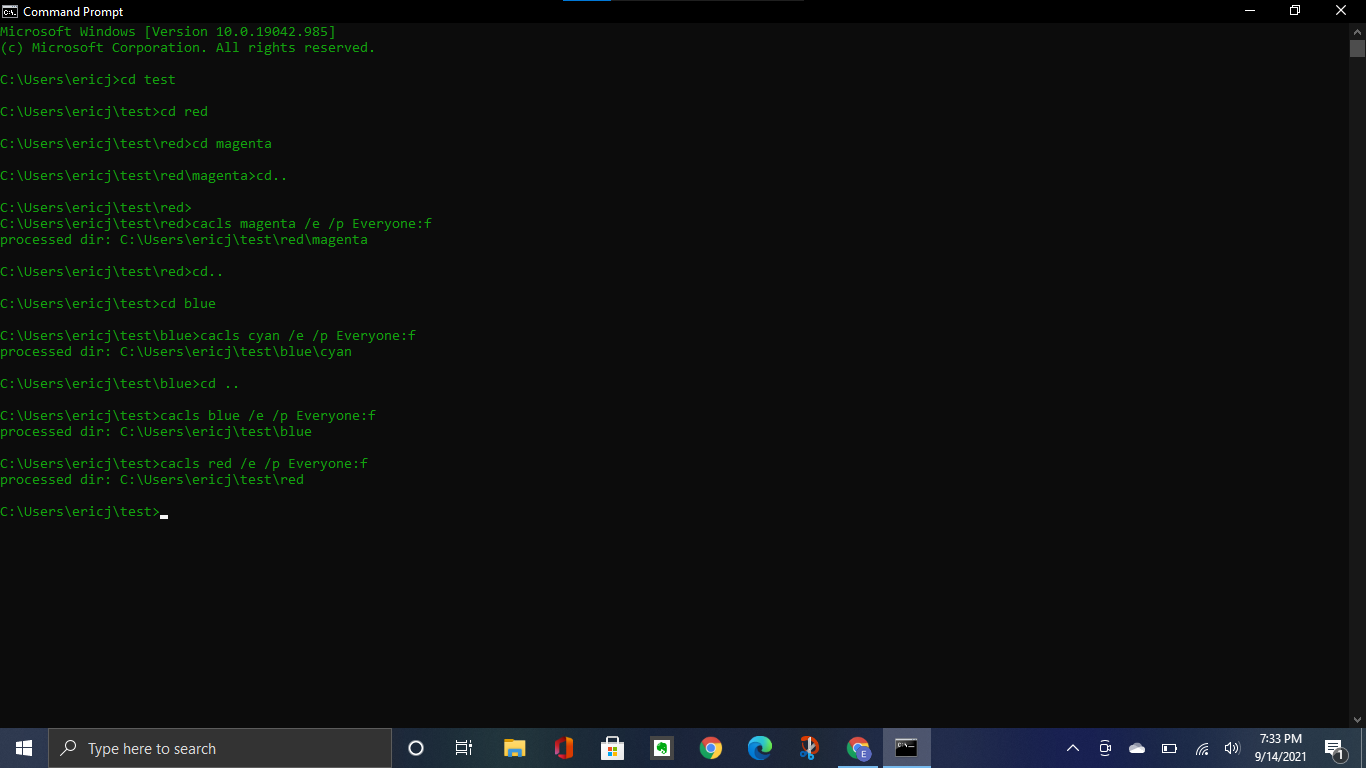 Command Prompt
Microsoft Windows [Version 10.0.19042.985]
(c) Microsoft Corporation. All rights reserved.
C:\Users\ericj>cd test
C:\Users\ericj\test>cd red
C:\Users\ericj\test\red>cd magenta
C:\Users\ericj\test\red\magenta>cd..
C:\Users\ericj\test\red>
C:\Users\ericj\test\red>cacls magenta /e /p Everyone:f
processed dir: C:\Users\ericj\test\red\magenta
C:\Users\ericj\test\red>cd..
C:\Users\ericj\test>cd blue
C:\Users\ericj\test\blue>cacls cyan /e /p Everyone:f
processed dir: C:\Users\ericj\test\blue\cyan
C:\Users\ericj\test\blue>cd ..
C:\Users\ericj\test>cacls blue /e /p Everyone:f
processed dir: C:\Users\ericj\test\blue
C:\Users\ericj\test>cacls red /e /p Everyone:f
processed dir: C:\Users\ericj\test\red
C:\Users\ericj\test>
Type here to search
E
7:33 PM
9/14/2021
1